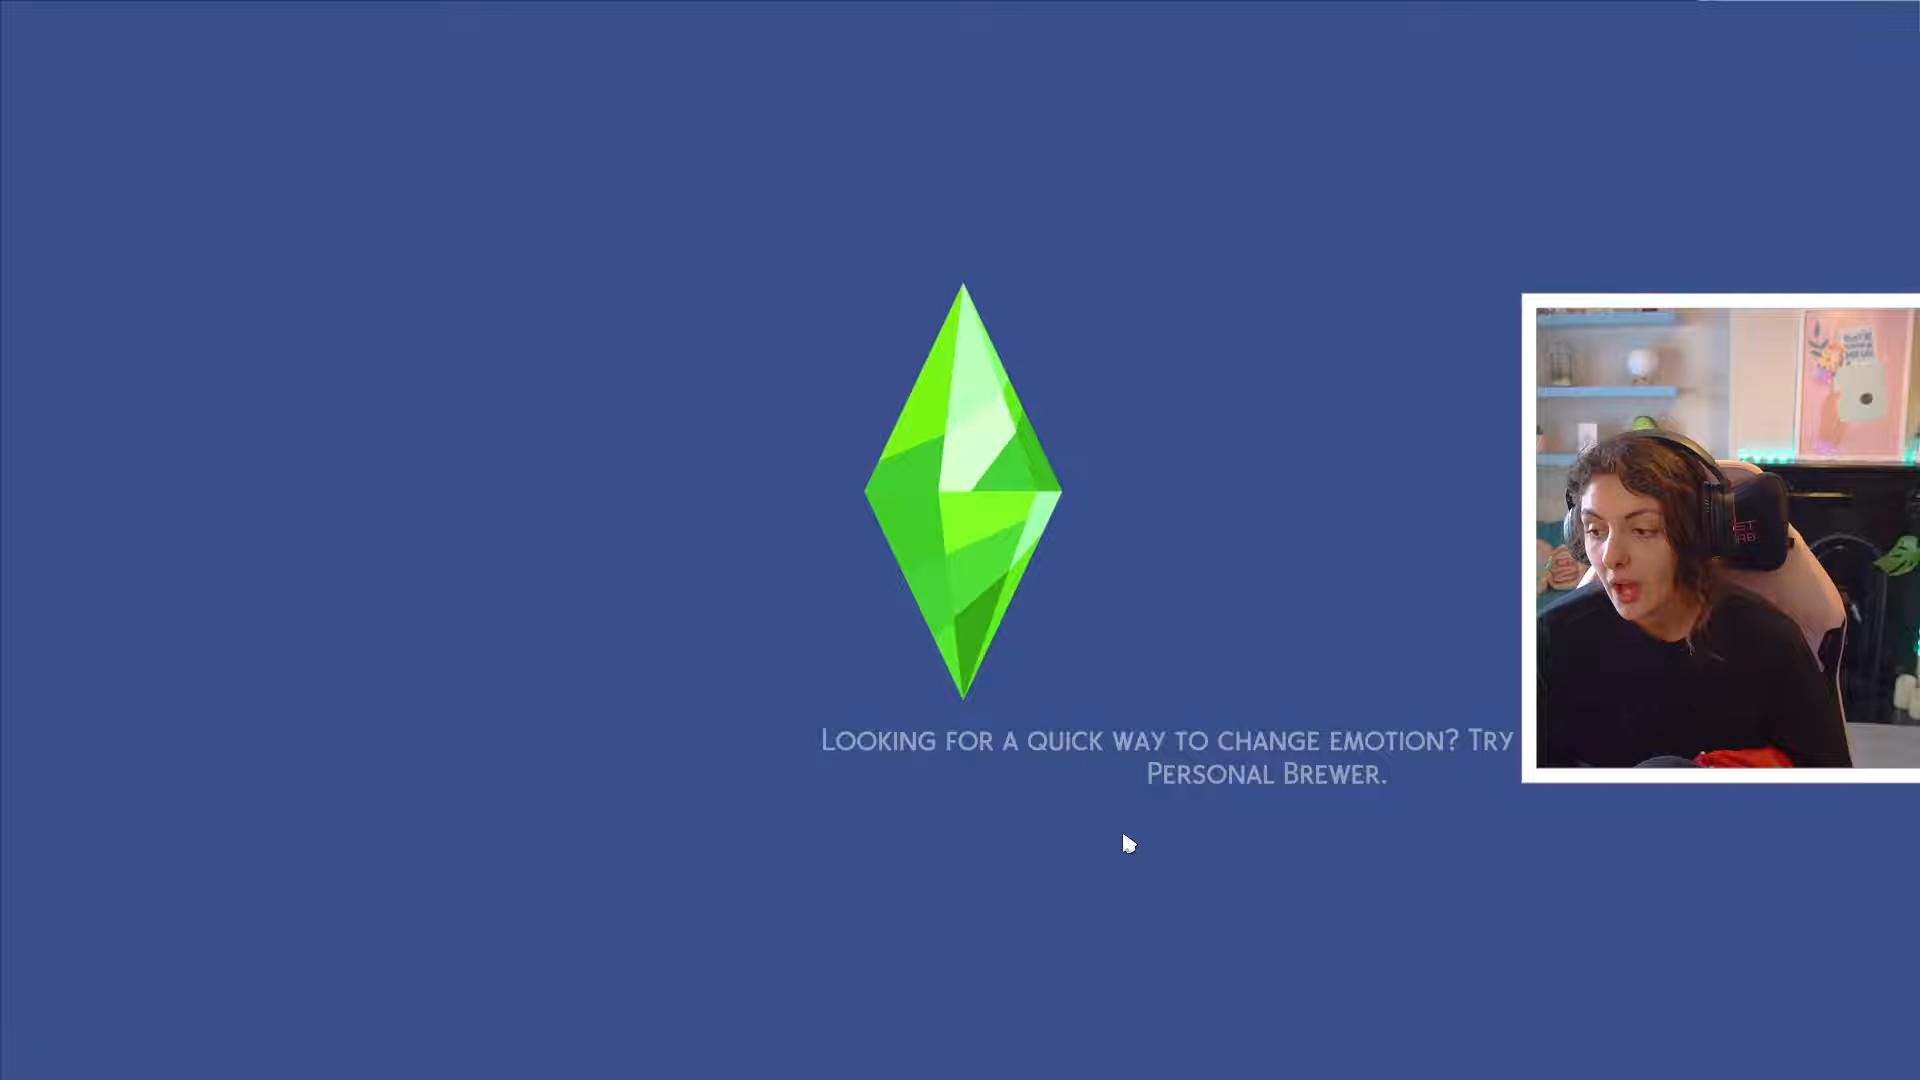 Looking for a quick way to change emotion? Try
Personal Brewer.